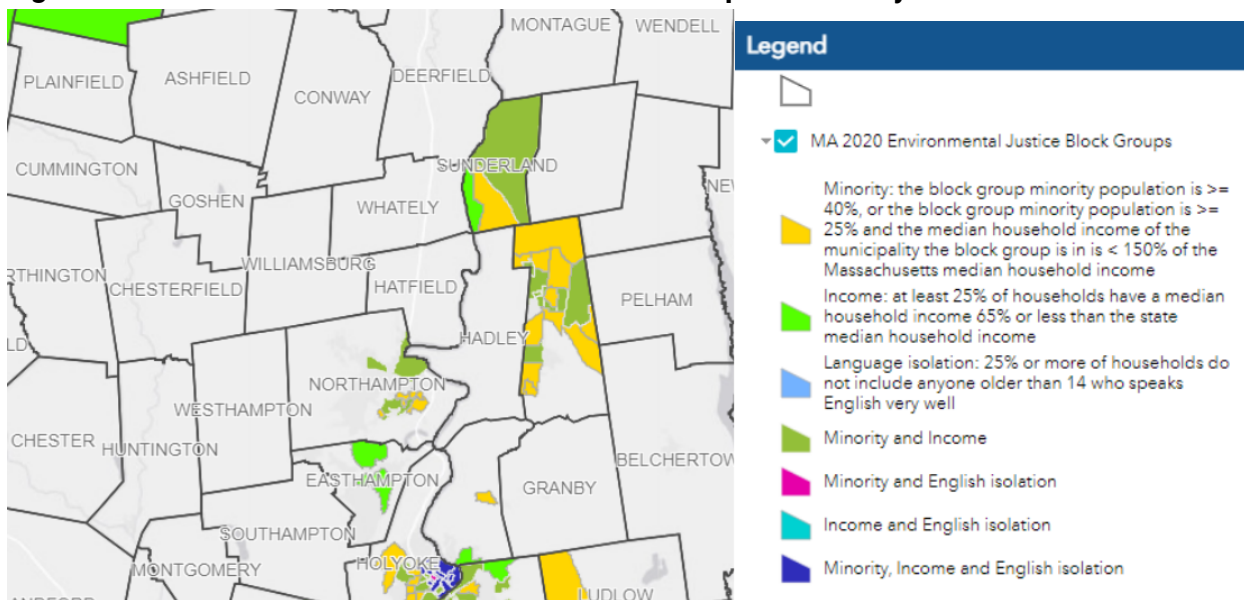 MONTAGUE
WENDELL
PLAINFIELD
ASHFIELD
DEERFIELD
CONWAY
CUMMINGTON
SUNDERLAND
GOSHEN
WHATELY
WILLIAMSBURG
CHESTERFIELD
HATFIELD
PELHAM
HADLEY
NORTHAMPTON
WESTHAMPTON
CHESTER
HUNTINGTON
BELCHERTOW
EASTHAMPTON
GRANBY
SOUTHAMPTON
MONTGOMERY
HOLYOKE
LUDLOW
Legend
MA 2020 Environmental Justice Block Groups
Minority: the block group minority population is >=
40%, or the block group minority population is >=
25% and the median household income of the
municipality the block group is in is < 150% of the
Massachusetts median household income
Income: at least 25% of households have a median
household income 65% or less than the state
median household income
Language isolation: 25% or more of households do
not include anyone older than 14 who speaks
English very well
Minority and Income
Minority and English isolation
Income and English isolation
Minority, Income and English isolation